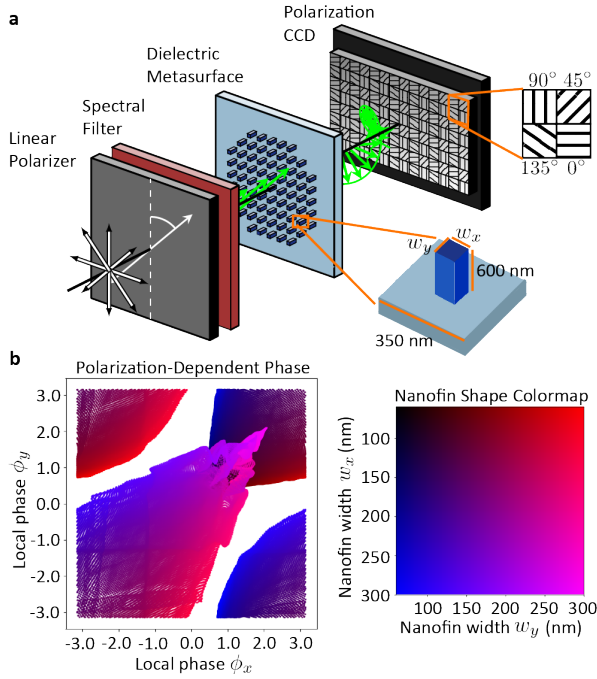 a
Polarization
CCD
Dielectric
Metasurface
Spectral
Filter
Linear
Polarizer
90° 45°
135° 0°
w_y w_x
600 nm
350 nm
b
Polarization-Dependent Phase
Local phase ϕ_y
3.0
2.0
1.0
0.0
-1.0
-2.0
-3.0
-3.0 -2.0 -1.0 0.0 1.0 2.0 3.0
Local phase ϕ_x
Nanofin Shape Colormap
Nanofin width w_x (nm)
100
150
200
250
300
100 150 200 250 300
Nanofin width w_y (nm)